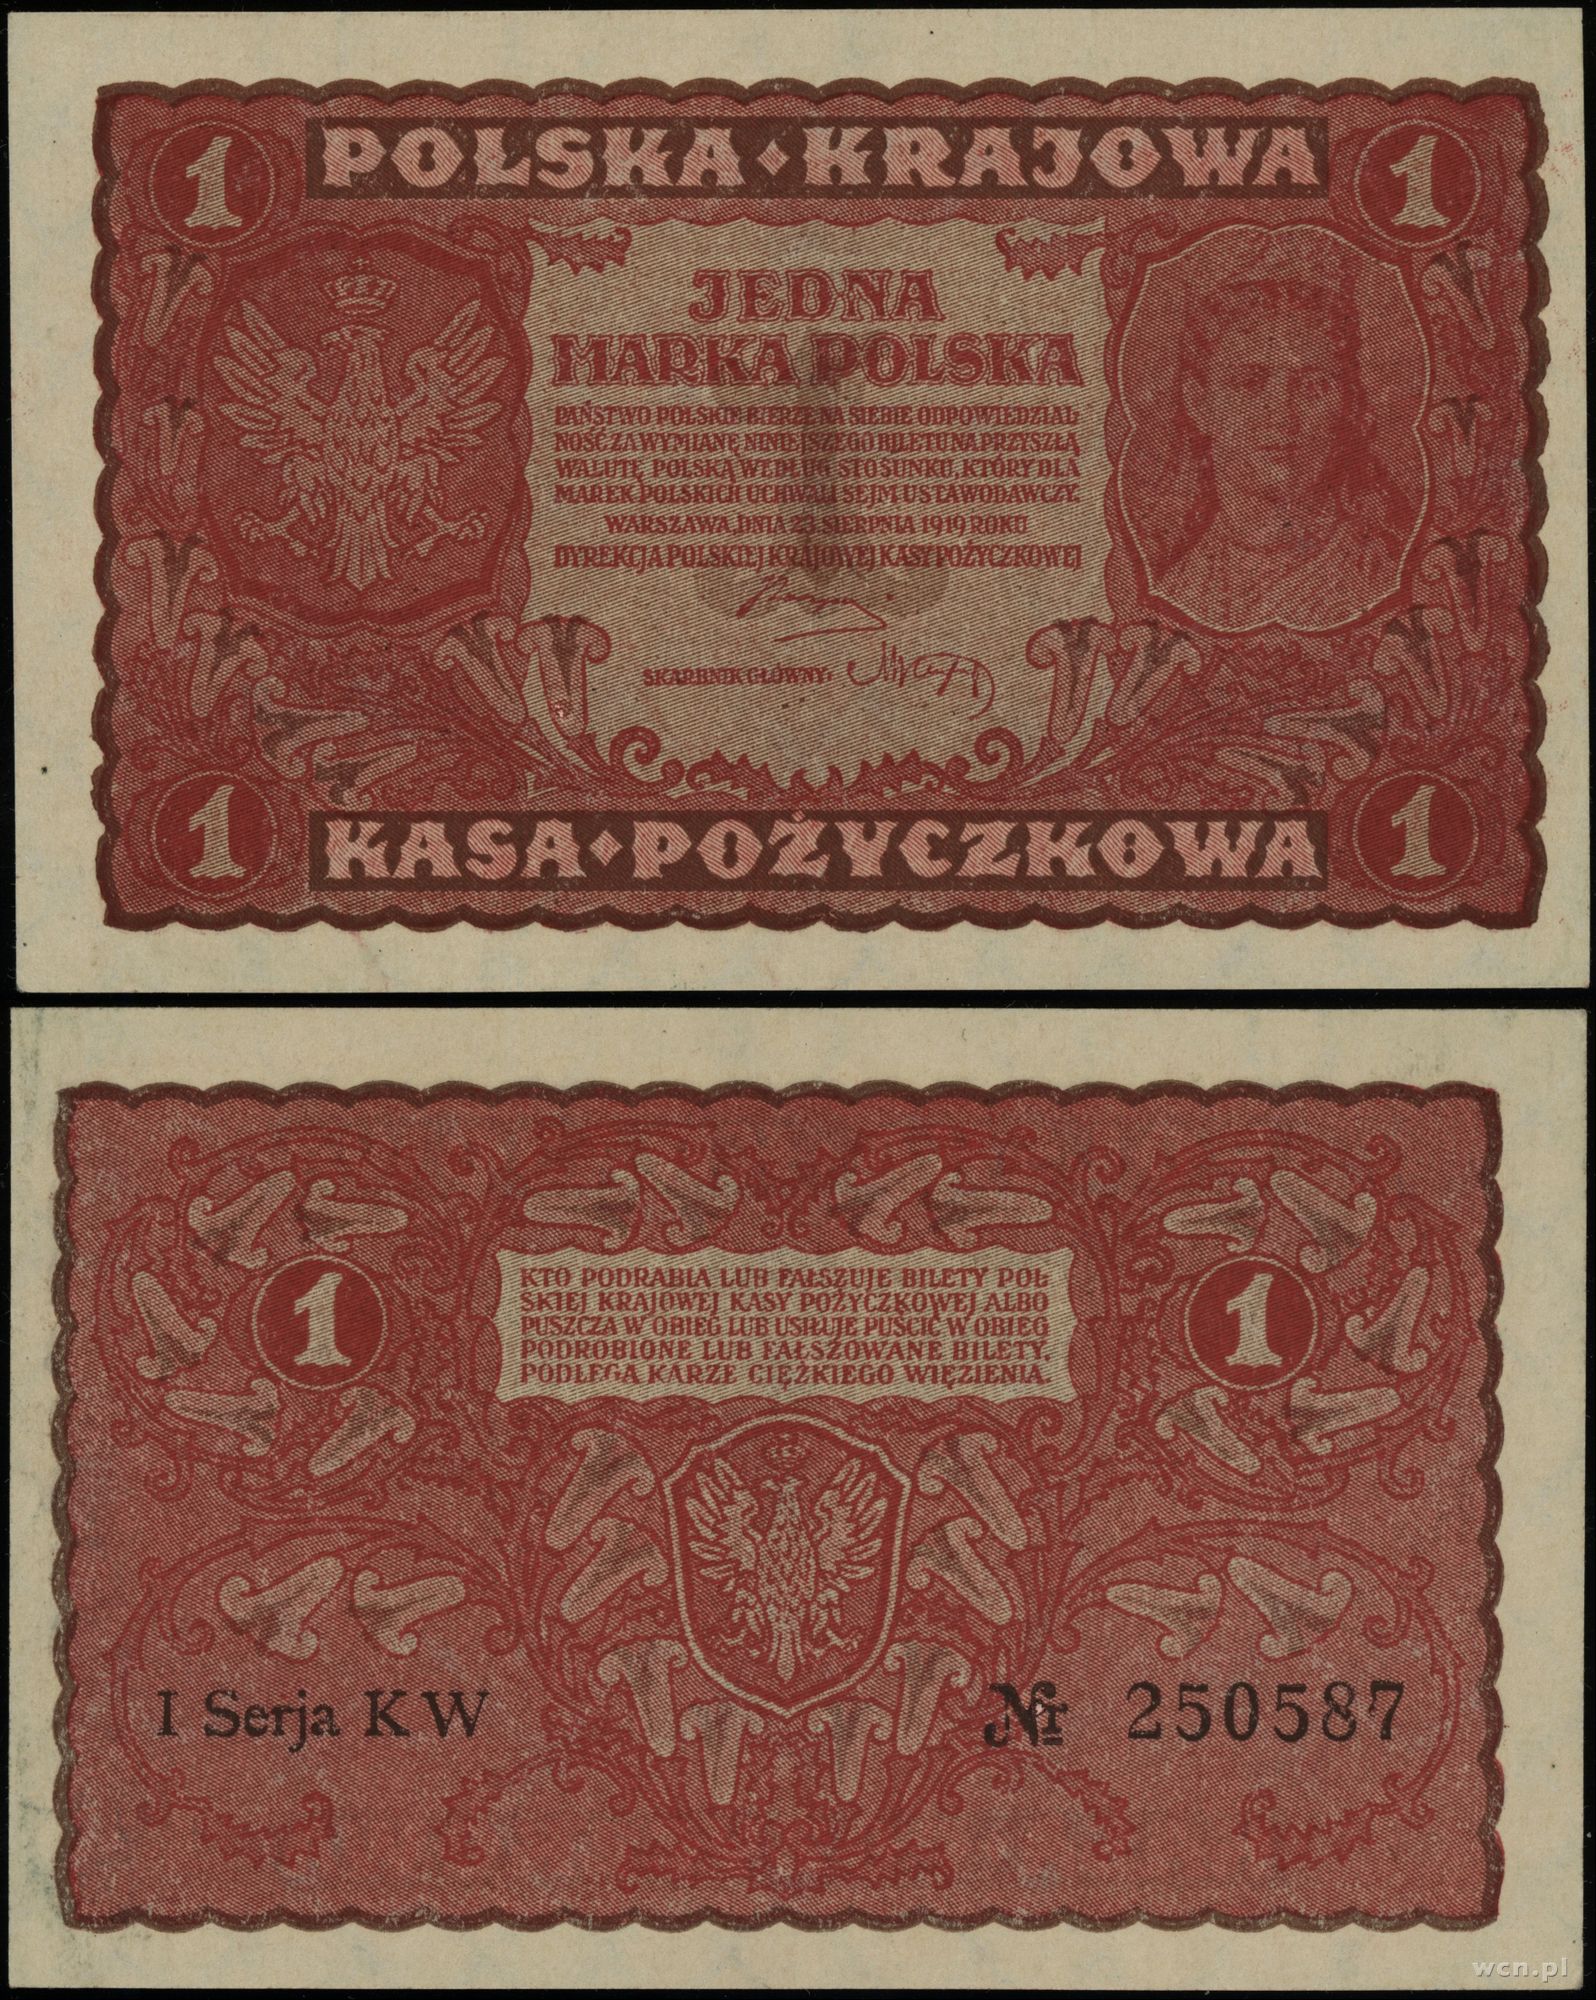 1 POLSKA · KRAJOWA 1
JEDNA
MARKA POLSKA
PAŃSTWO POLSKIE BIERZE NA SIEBIE ODPOWIEDZIAL
NOŚĆ ZA WYMIANĘ NINIEJSZEGO BILETU NA PRZYSZŁĄ
WALUTĘ POLSKĄ WEDŁUG STOSUNKU, KTÓRY DLA
MAREK POLSKICH UCHWALI SEJM USTAWODAWCZY.
WARSZAWA, DNIA 23 SIERPNIA 1919 ROKU
DYREKCJA POLSKIEJ KRAJOWEJ KASY POŻYCZKOWEJ
SKARBNIK GŁÓWNY:
1 KASA · POŻYCZKOWA 1
KTO PODRABIA LUB FAŁSZUJE BILETY POL
SKIEJ KRAJOWEJ KASY POŻYCZKOWEJ ALBO
PUSZCZA W OBIEG LUB USIŁUJE PUŚCIĆ W OBIEG
PODROBIONE LUB FAŁSZOWANE BILETY,
PODLEGA KARZE CIĘŻKIEGO WIĘZIENIA.
1 1
I Serja KW № 250587
wcn.pl